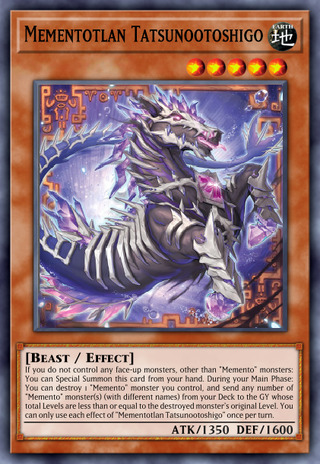 Mementotlan Tatsunootoshigo
EARTH
地
[Beast / Effect]
If you do not control any face-up monsters, other than "Memento" monsters:
You can Special Summon this card from your hand. During your Main Phase:
You can destroy 1 "Memento" monster you control, and send any number of
"Memento" monster(s) (with different names) from your Deck to the GY whose
total Levels are less than or equal to the destroyed monster's original Level. You
can only use each effect of "Mementotlan Tatsunootoshigo" once per turn.
ATK/1350 DEF/1600